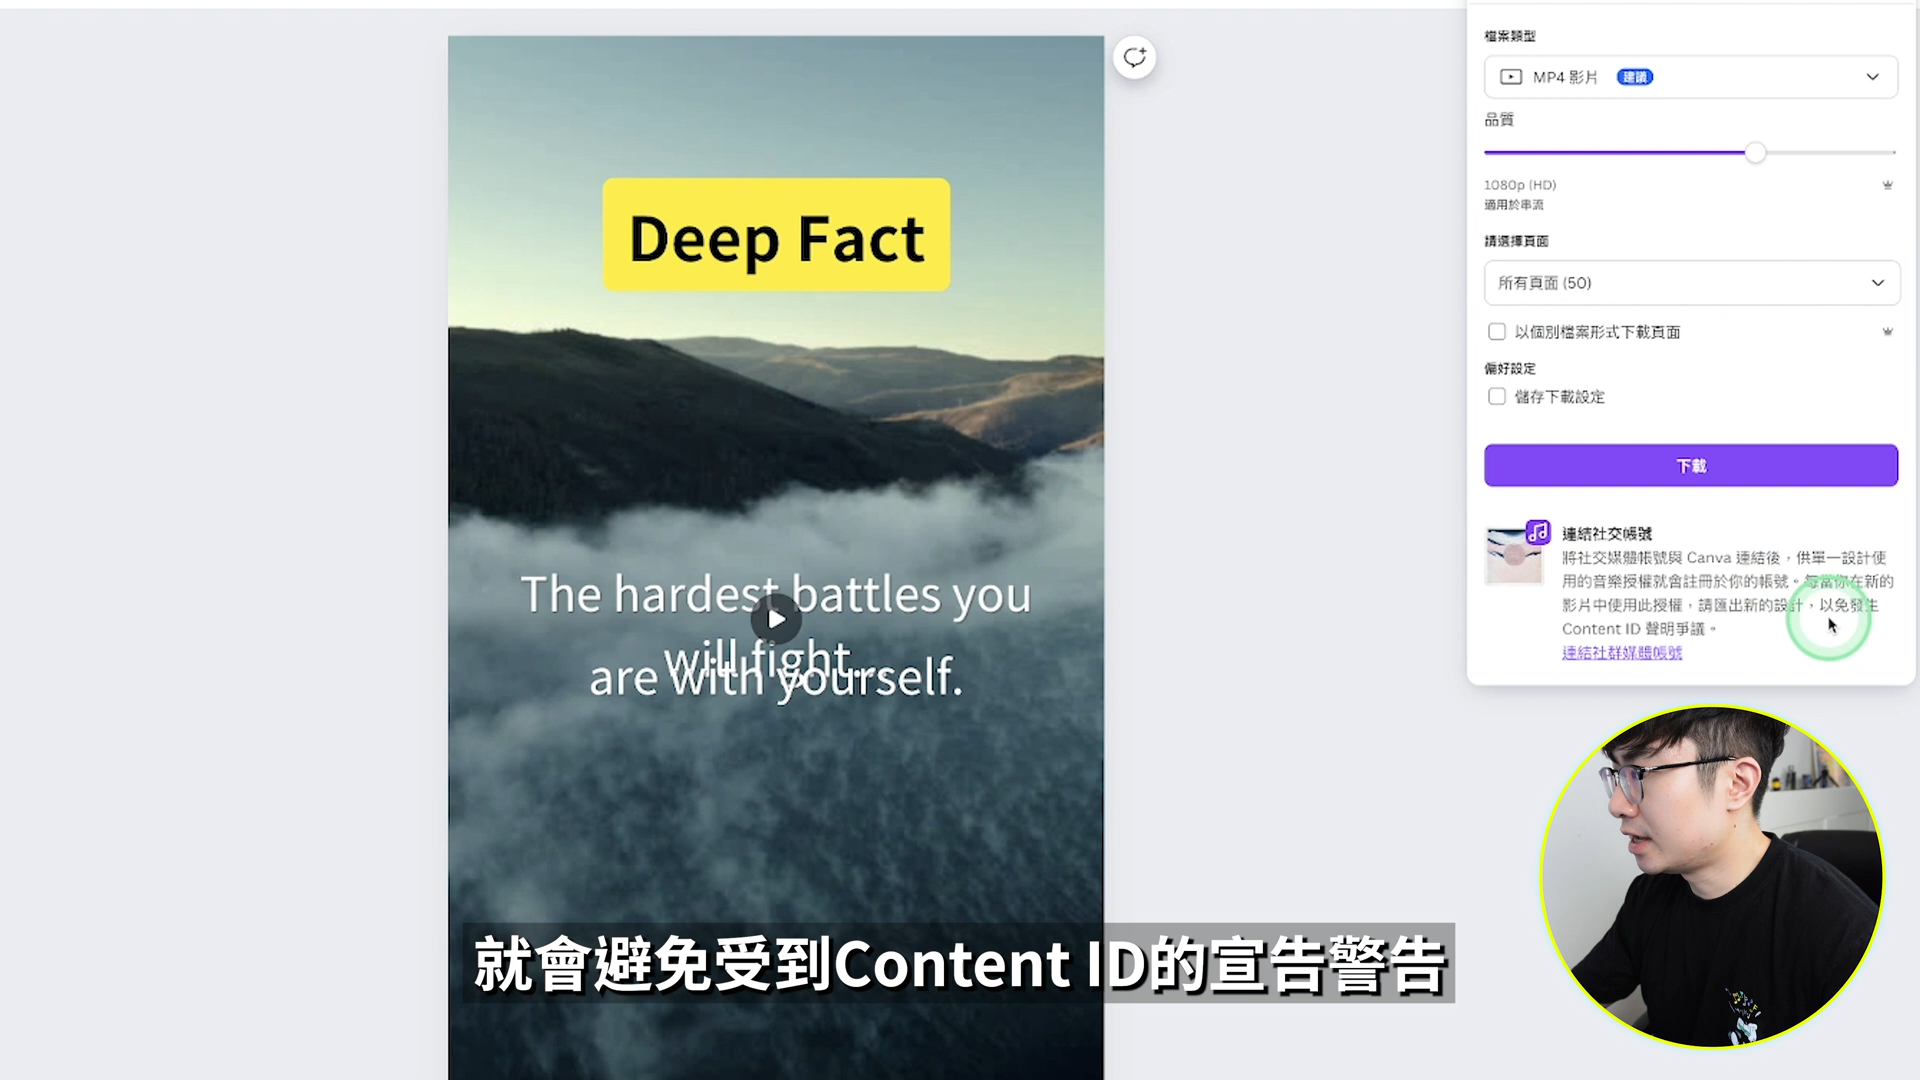 Deep Fact
The hardest battles you
will fight...
are with yourself.
檔案類型
MP4 影片 建議
品質
1080p (HD)
適用於串流
請選擇頁面
所有頁面 (50)
以個別檔案形式下載頁面
偏好設定
儲存下載設定
下載
連結社交帳號
將社交媒體帳號與 Canva 連結後，供單一設計使
用的音樂授權就會註冊於你的帳號。每當你在新的
影片中使用此授權，請匯出新的設計，以免發生
Content ID 聲明爭議。
連結社群媒體帳號
就會避免受到Content ID的宣告警告